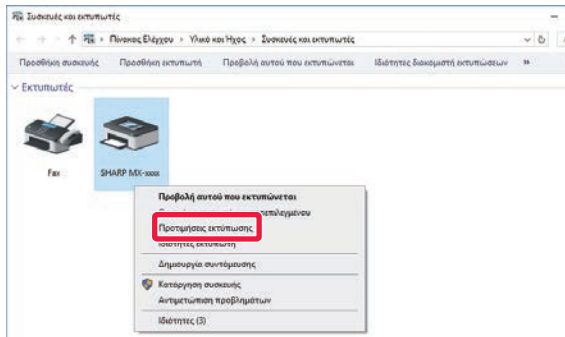 Συσκευές και εκτυπωτές
Πίνακας Ελέγχου › Υλικό και Ήχος › Συσκευές και εκτυπωτές
Προσθήκη συσκευής Προσθήκη εκτυπωτή Προβολή αυτού που εκτυπώνεται Ιδιότητες διακομιστή εκτυπώσεων »
Εκτυπωτές
Fax SHARP MX-xxxx
Προβολή αυτού που εκτυπώνεται
Προτιμήσεις εκτύπωσης
Ιδιότητες εκτυπωτή
Δημιουργία συντόμευσης
Κατάργηση συσκευής
Αντιμετώπιση προβλημάτων
Ιδιότητες (3)